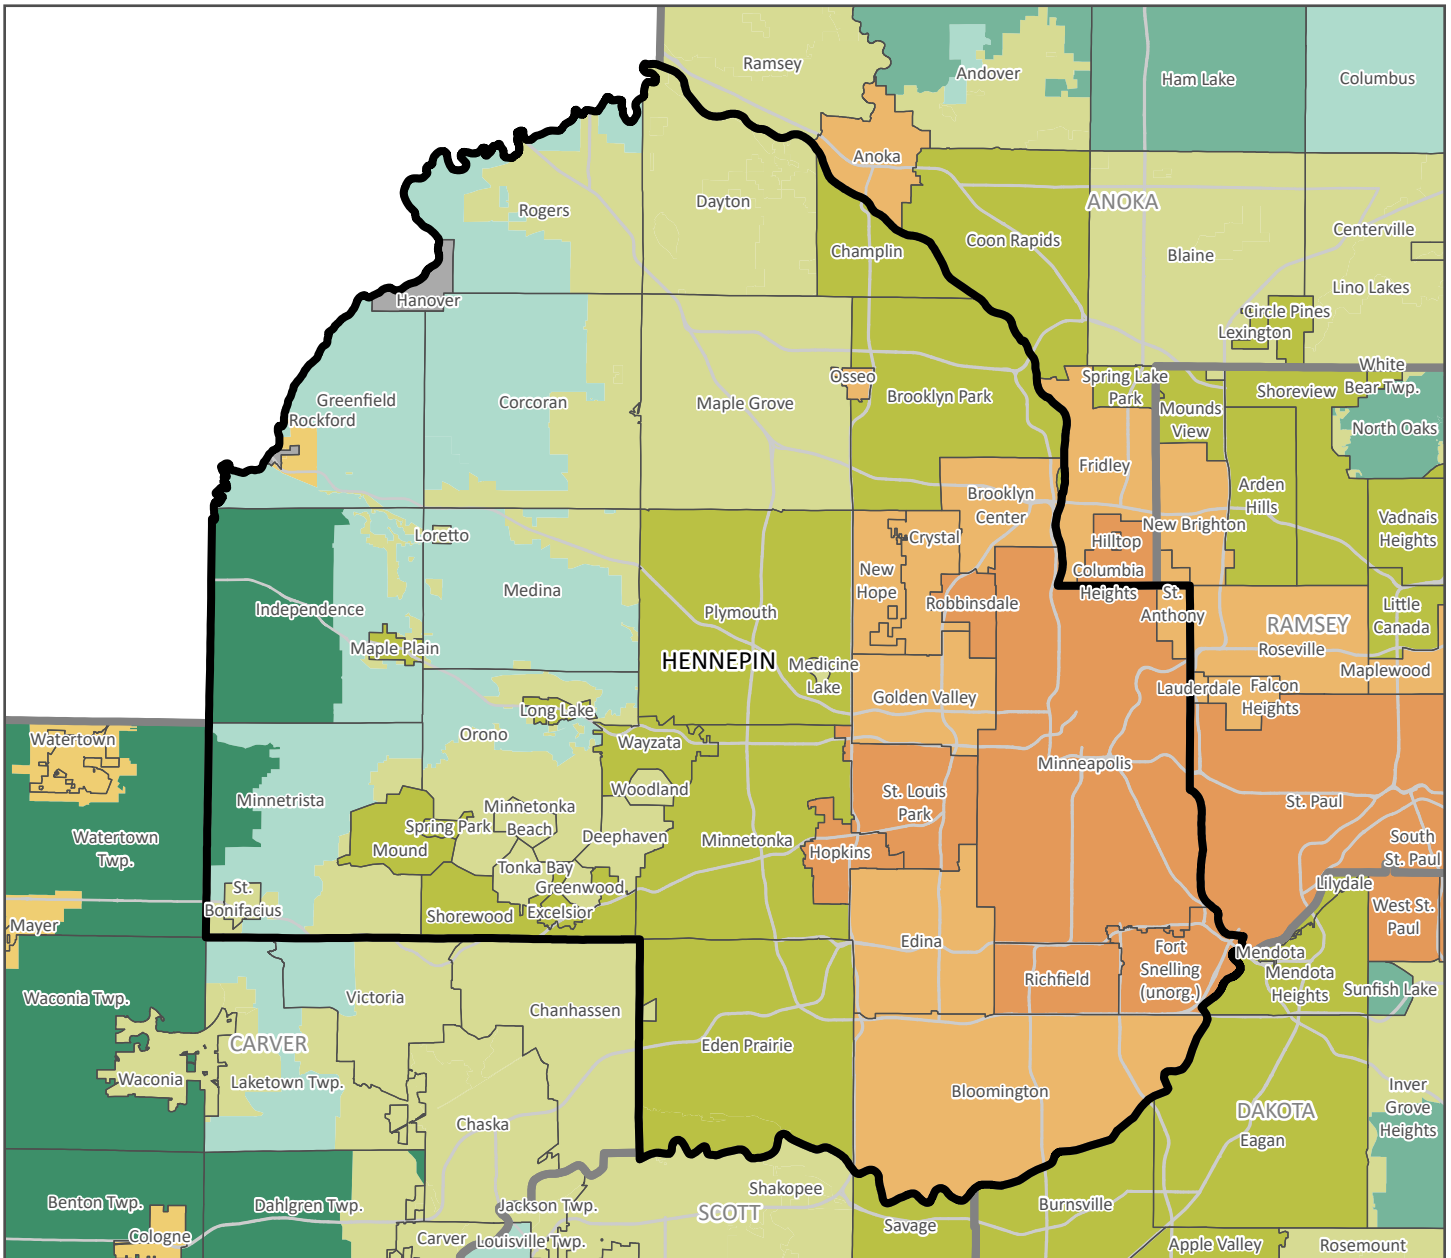 Ramsey
Andover
Ham Lake
Columbus
Anoka
Dayton
ANOKA
Rogers
Centerville
Coon Rapids
Champlin
Blaine
Lino Lakes
Hanover
Circle Pines
Lexington
White
Bear Twp.
Osseo
Spring Lake
Park
Shoreview
Brooklyn Park
Greenfield
Corcoran
Maple Grove
Mounds
View
Rockford
North Oaks
Fridley
Brooklyn
Center
Arden
Hills
Vadnais
Heights
New Brighton
Loretto
Crystal
Hilltop
Columbia
Heights
New
Hope
Medina
St.
Anthony
Robbinsdale
Independence
Plymouth
Little
Canada
RAMSEY
Maple Plain
Roseville
HENNEPIN
Medicine
Lake
Maplewood
Lauderdale
Falcon
Heights
Golden Valley
Long Lake
Orono
Watertown
Wayzata
Minneapolis
Woodland
St. Louis
Park
Minnetrista
St. Paul
Minnetonka
Beach
Spring Park
Deephaven
Watertown
Twp.
Minnetonka
South
St. Paul
Mound
Hopkins
Tonka Bay
Lilydale
Greenwood
St.
Bonifacius
Excelsior
Shorewood
West St.
Paul
Mayer
Edina
Fort
Snelling
(unorg.)
Mendota
Mendota
Heights
Richfield
Sunfish Lake
Waconia Twp.
Victoria
Chanhassen
CARVER
Eden Prairie
Waconia
Laketown Twp.
Bloomington
Inver
Grove
Heights
DAKOTA
Chaska
Eagan
Shakopee
Benton Twp.
Dahlgren Twp.
Jackson Twp.
SCOTT
Burnsville
Savage
Cologne
Carver
Louisville Twp.
Apple Valley
Rosemount